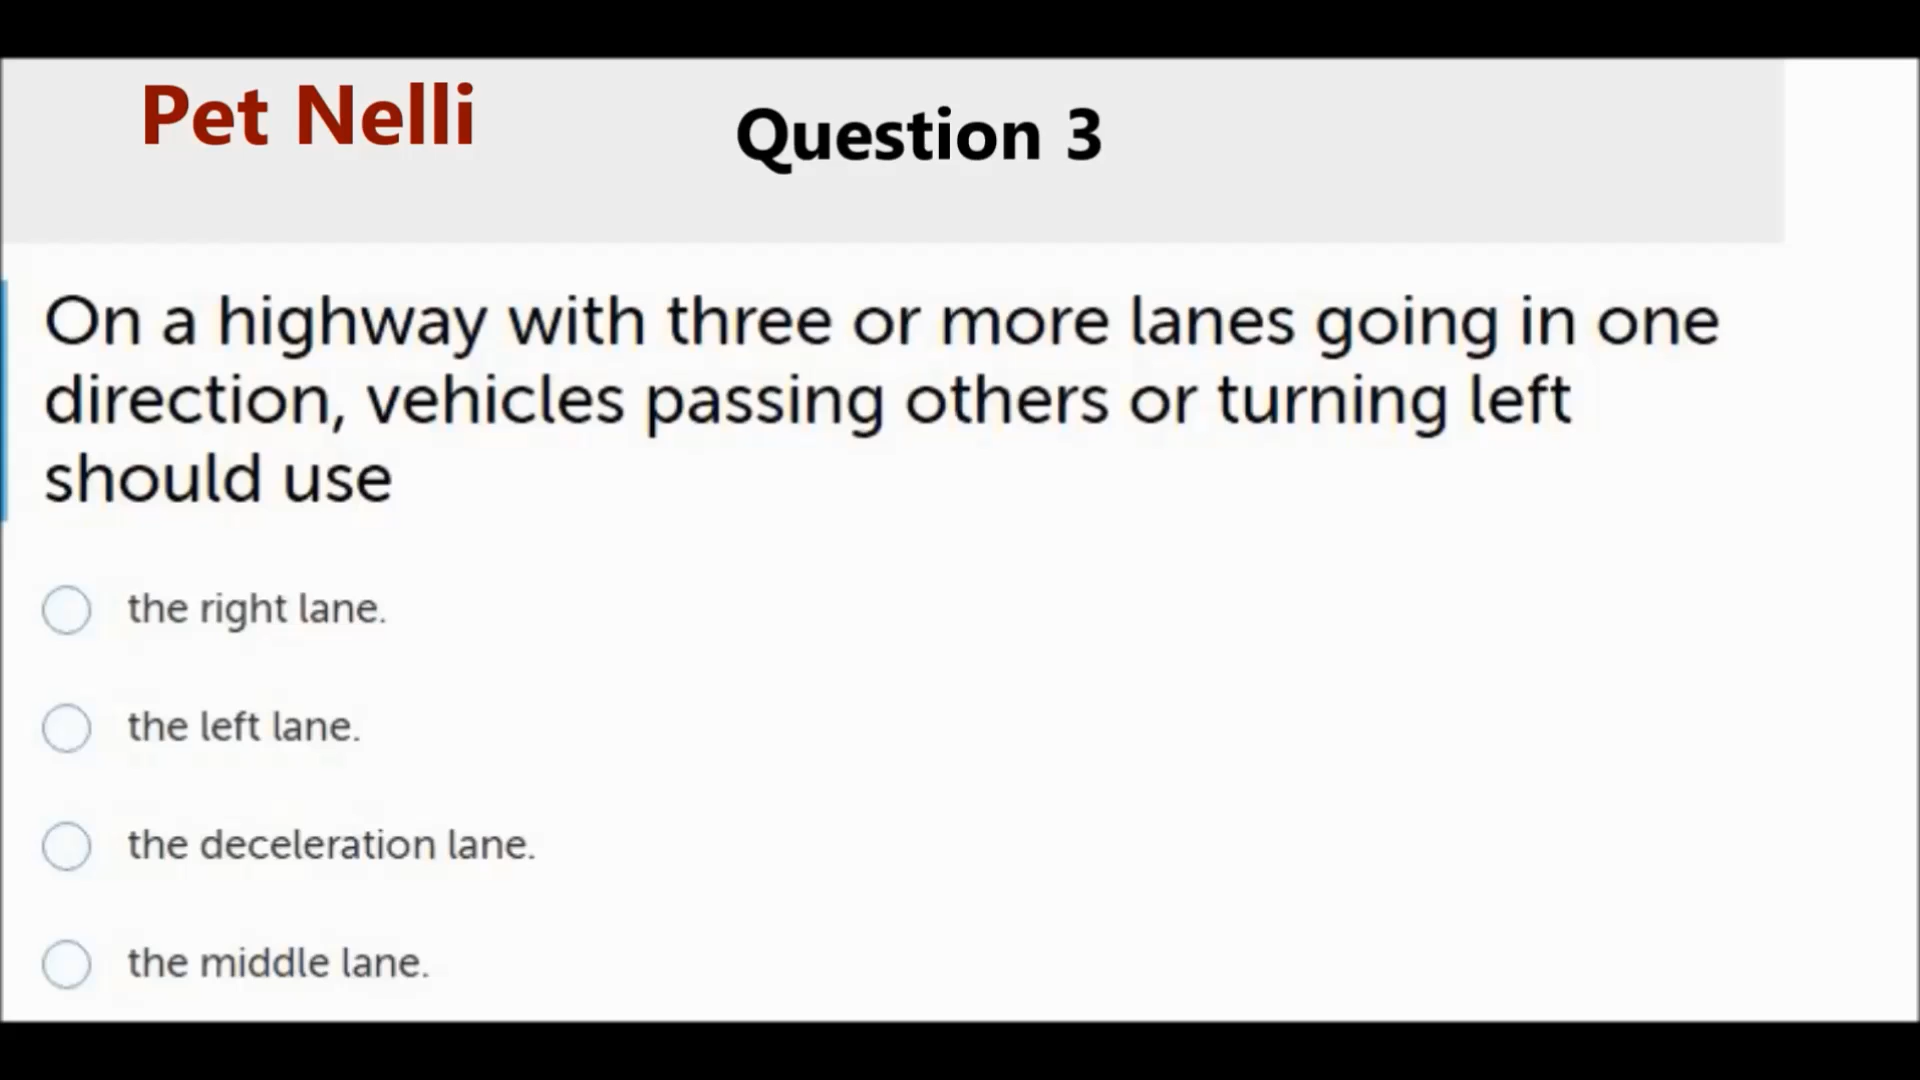 Pet Nelli
Question 3
On a highway with three or more lanes going in one
direction, vehicles passing others or turning left
should use
the right lane.
the left lane.
the deceleration lane.
the middle lane.